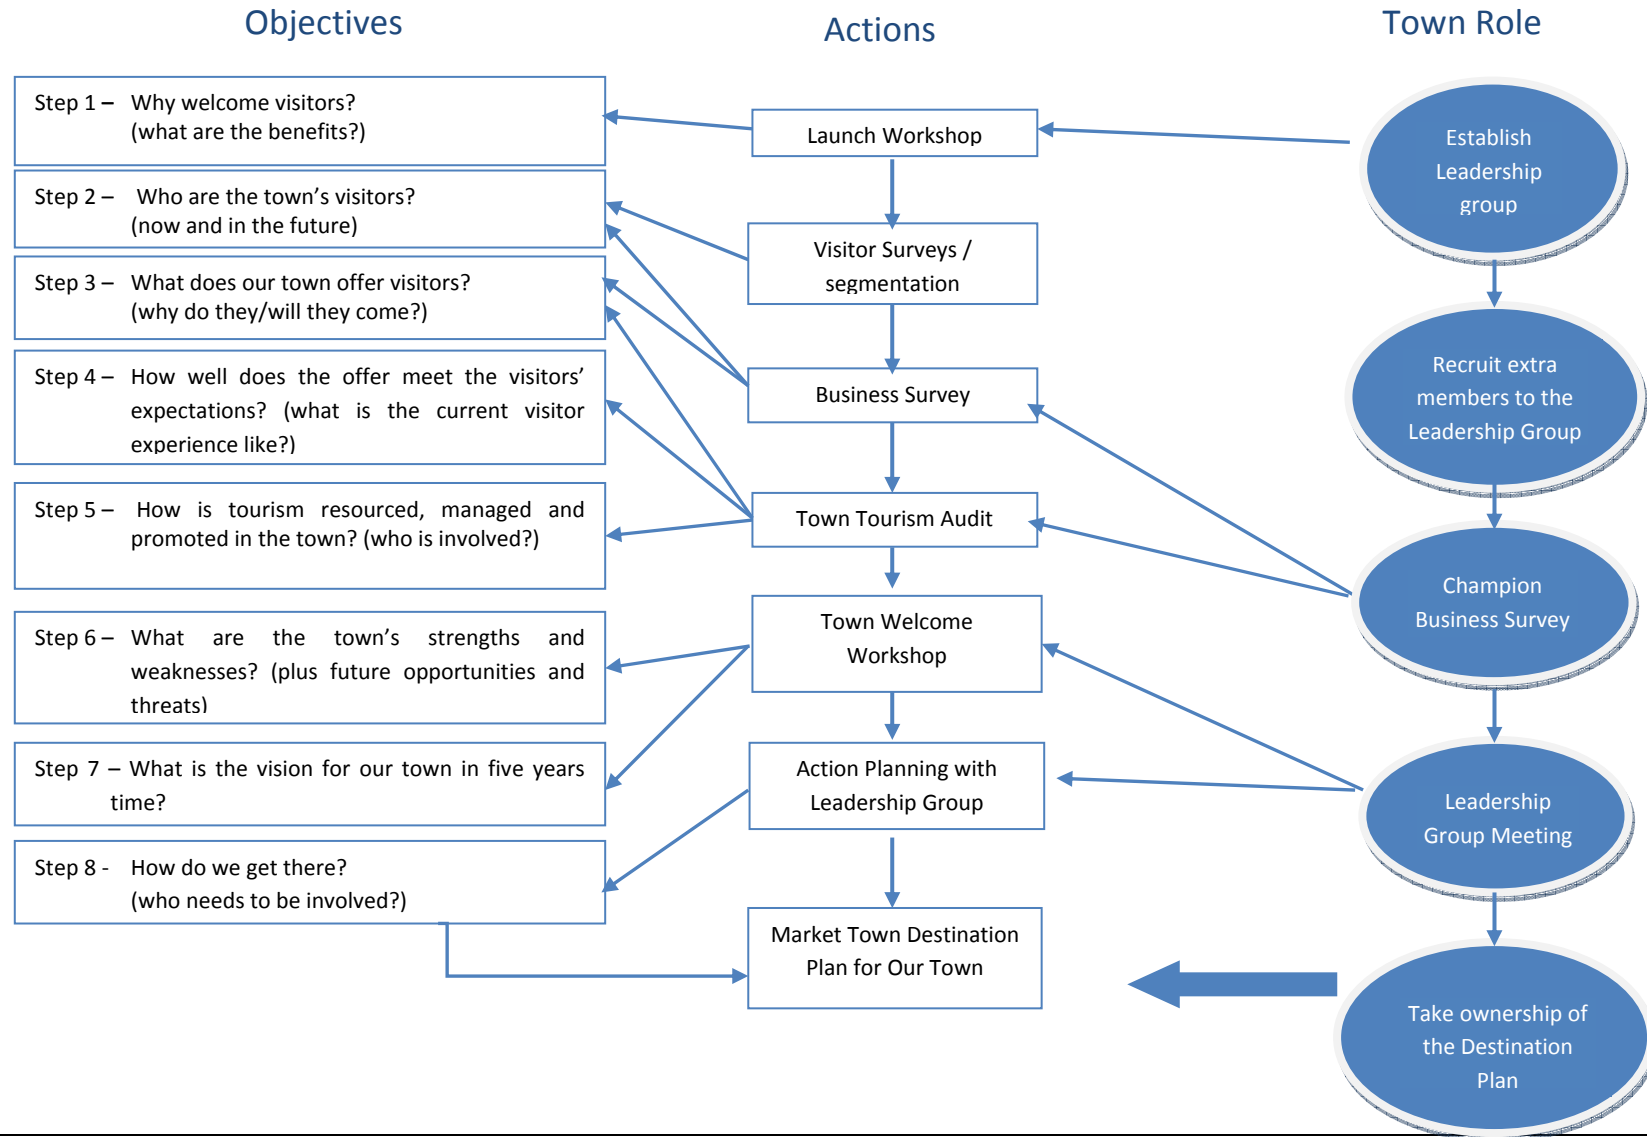 Objectives
Actions
Town Role
Step 1 – Why welcome visitors?
(what are the benefits?)
Step 2 – Who are the town's visitors?
(now and in the future)
Step 3 – What does our town offer visitors?
(why do they/will they come?)
Step 4 – How well does the offer meet the visitors'
expectations? (what is the current visitor
experience like?)
Step 5 – How is tourism resourced, managed and
promoted in the town? (who is involved?)
Step 6 – What are the town's strengths and
weaknesses? (plus future opportunities and
threats)
Step 7 – What is the vision for our town in five years
time?
Step 8 - How do we get there?
(who needs to be involved?)
Launch Workshop
Visitor Surveys /
segmentation
Business Survey
Town Tourism Audit
Town Welcome
Workshop
Action Planning with
Leadership Group
Market Town Destination
Plan for Our Town
Establish
Leadership
group
Recruit extra
members to the
Leadership Group
Champion
Business Survey
Leadership
Group Meeting
Take ownership of
the Destination
Plan